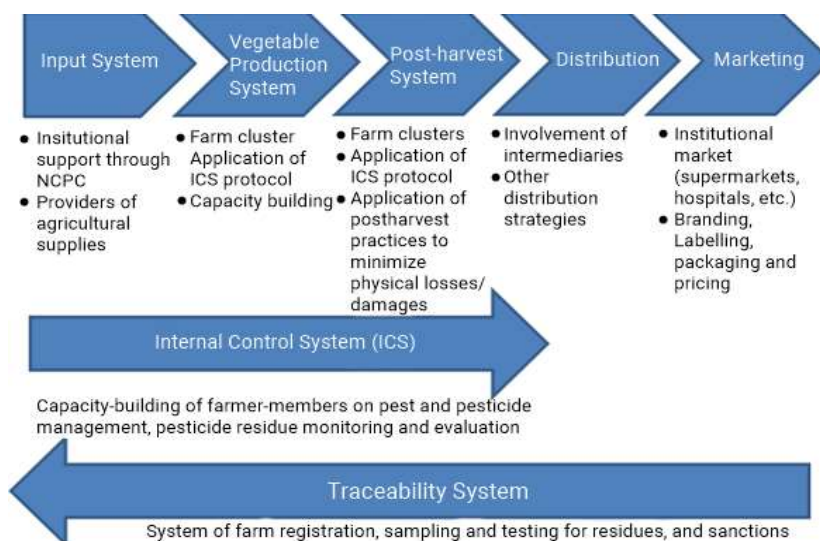 Input System
Vegetable
Production
System
Post-harvest
System
Distribution
Marketing
● Insitutional
support through
NCPC
● Providers of
agricultural
supplies
● Farm cluster
Application of
ICS protocol
● Capacity building
● Farm clusters
● Application of
ICS protocol
● Application of
postharvest
practices to
minimize
physical losses/
damages
● Involvement of
intermediaries
● Other
distribution
strategies
● Institutional
market
(supermarkets,
hospitals, etc.)
● Branding,
Labelling,
packaging and
pricing
Internal Control System (ICS)
Capacity-building of farmer-members on pest and pesticide
management, pesticide residue monitoring and evaluation
Traceability System
System of farm registration, sampling and testing for residues, and sanctions